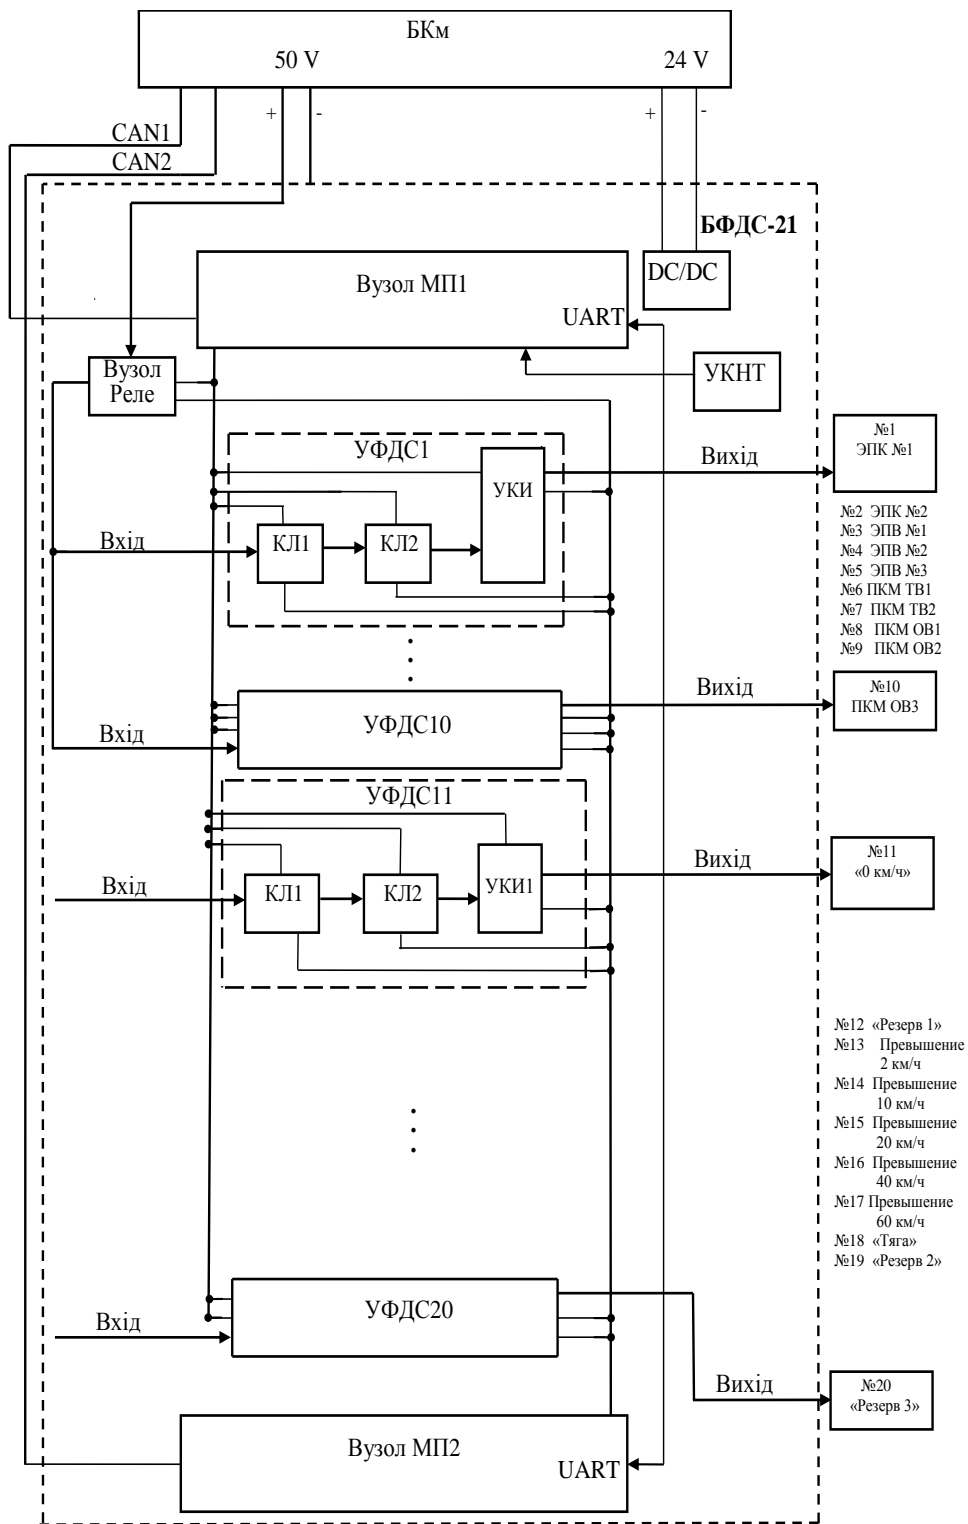 БКм
50 V
24 V
+
-
+
-
CAN1
CAN2
БФДС-21
DC/DC
Вузол МП1
UART
Вузол
Реле
УКНТ
УФДС1
УКИ
КЛ1
КЛ2
Вхід
Вихід
№1
ЭПК №1
№2 ЭПК №2
№3 ЭПВ №1
№4 ЭПВ №2
№5 ЭПВ №3
№6 ПКМ ТВ1
№7 ПКМ ТВ2
№8 ПКМ ОВ1
№9 ПКМ ОВ2
УФДС10
Вхід
Вихід
№10
ПКМ ОВ3
УФДС11
КЛ1
КЛ2
УКИ1
Вхід
Вихід
№11
«0 км/ч»
№12 «Резерв 1»
№13 Превышение
2 км/ч
№14 Превышение
10 км/ч
№15 Превышение
20 км/ч
№16 Превышение
40 км/ч
№17 Превышение
60 км/ч
№18 «Тяга»
№19 «Резерв 2»
УФДС20
Вхід
Вихід
№20
«Резерв 3»
Вузол МП2
UART